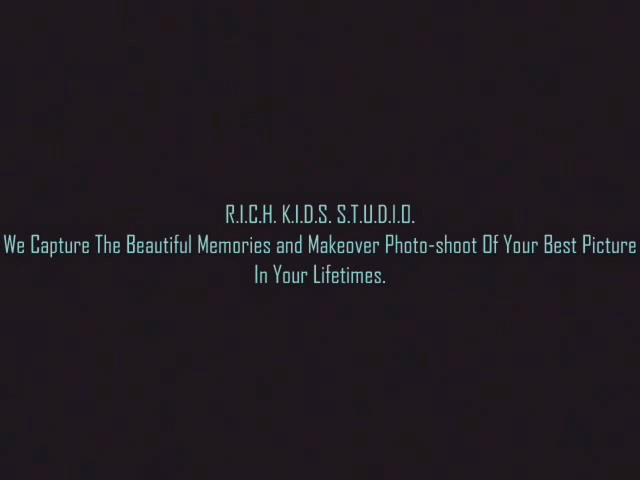 R.I.C.H. K.I.D.S. S.T.U.D.I.O.
We Capture The Beautiful Memories and Makeover Photo-shoot Of Your Best Picture
In Your Lifetimes.